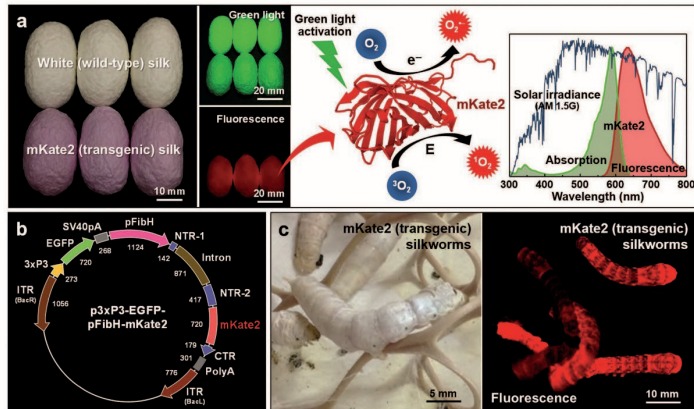 a
White (wild-type) silk
mKate2 (transgenic) silk
10 mm
Green light
20 mm
Fluorescence
20 mm
Green light
activation
O₂
e⁻
O₂⁻
mKate2
³O₂
E
¹O₂
Solar irradiance
(AM 1.5G)
mKate2
Absorption
Fluorescence
300 400 500 600 700 800
Wavelength (nm)
b
SV40pA
pFibH
EGFP
NTR-1
3xP3
Intron
ITR
(BacR)
NTR-2
mKate2
CTR
PolyA
ITR
(BacL)
720
268
1124
142
871
273
417
1056
720
179
301
776
p3xP3-EGFP-
pFibH-mKate2
c
mKate2 (transgenic)
silkworms
5 mm
mKate2 (transgenic)
silkworms
Fluorescence
10 mm